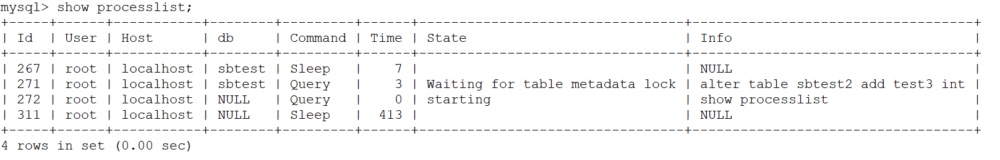 mysql> show processlist;
+-----+------+-----------+--------+---------+------+---------------------------------+-----------------------------------+
| Id  | User | Host      | db     | Command | Time | State                           | Info                              |
+-----+------+-----------+--------+---------+------+---------------------------------+-----------------------------------+
| 267 | root | localhost | sbtest | Sleep   |    7 |                                 | NULL                              |
| 271 | root | localhost | sbtest | Query   |    3 | Waiting for table metadata lock | alter table sbtest2 add test3 int |
| 272 | root | localhost | NULL   | Query   |    0 | starting                        | show processlist                  |
| 311 | root | localhost | NULL   | Sleep   |  413 |                                 | NULL                              |
+-----+------+-----------+--------+---------+------+---------------------------------+-----------------------------------+
4 rows in set (0.00 sec)